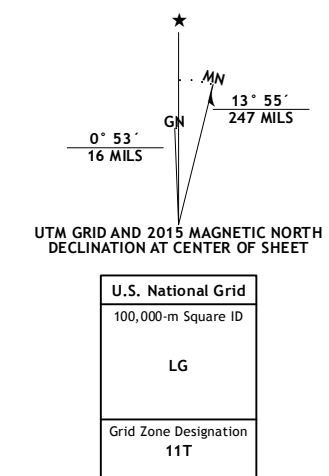 ★
MN
GN
13° 55´
247 MILS
0° 53´
16 MILS
UTM GRID AND 2015 MAGNETIC NORTH
DECLINATION AT CENTER OF SHEET
U.S. National Grid
100,000-m Square ID
LG
Grid Zone Designation
11T